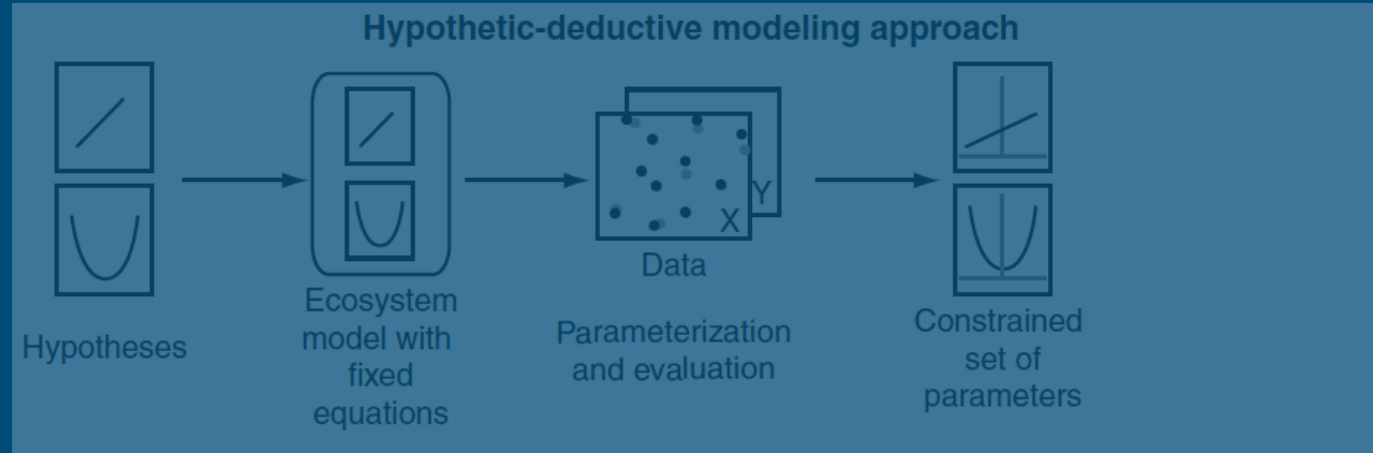 Hypothetic-deductive modeling approach
Hypotheses
Ecosystem
model with
fixed
equations
X
Y
Data
Parameterization
and evaluation
Constrained
set of
parameters